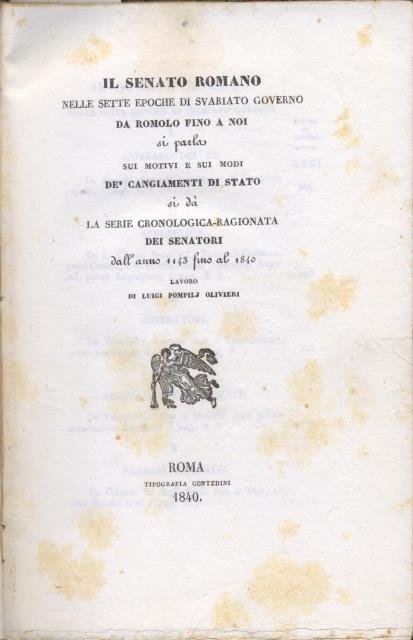 IL SENATO ROMANO
NELLE SETTE EPOCHE DI SVARIATO GOVERNO
DA ROMOLO FINO A NOI
si parla
SUI MOTIVI E SUI MODI
DE' CANGIAMENTI DI STATO
si dà
LA SERIE CRONOLOGICA-RAGIONATA
DEI SENATORI
dall'anno 1143 fino al 1840
LAVORO
DI LUIGI POMPILJ OLIVIERI
ROMA
TIPOGRAFIA CONTEDINI
1840.